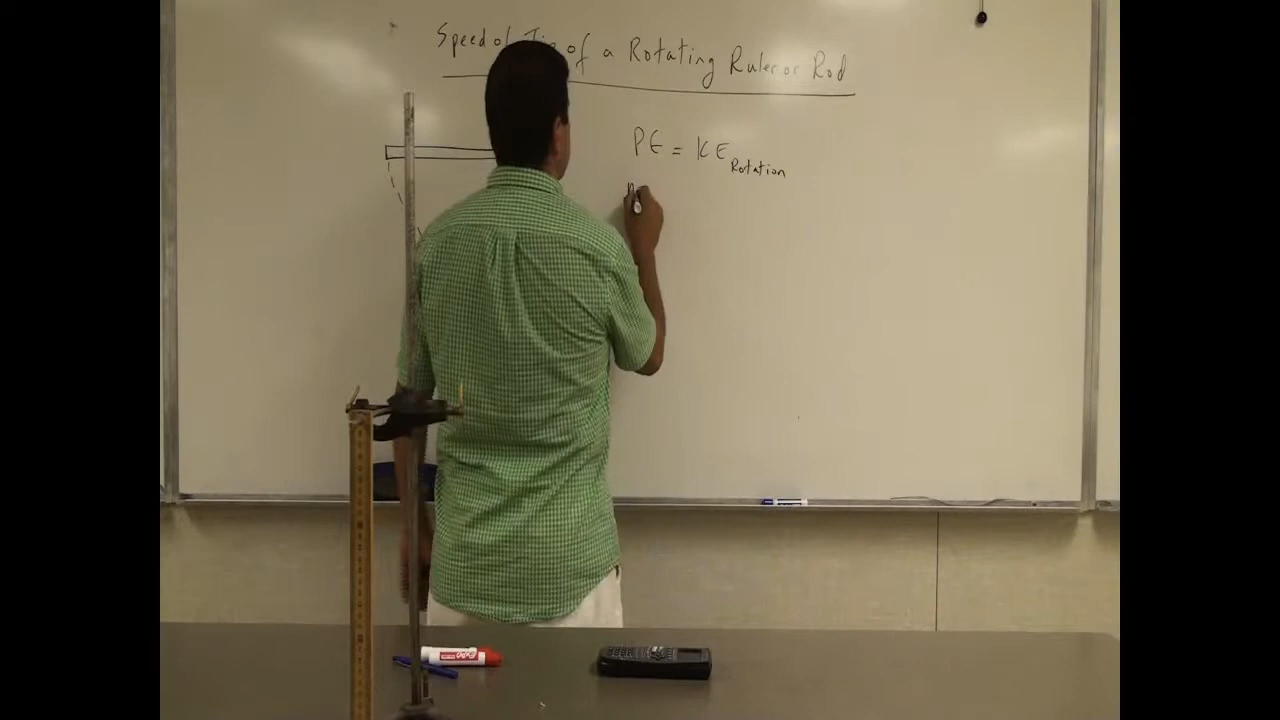 Speed of Tip of a Rotating Ruler or Rod
PE = KE Rotation
m